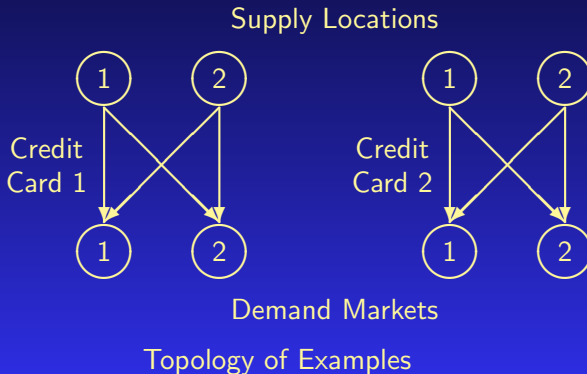 Supply Locations
1 2 1 2
Credit
Card 1
Credit
Card 2
1 2 1 2
Demand Markets
Topology of Examples